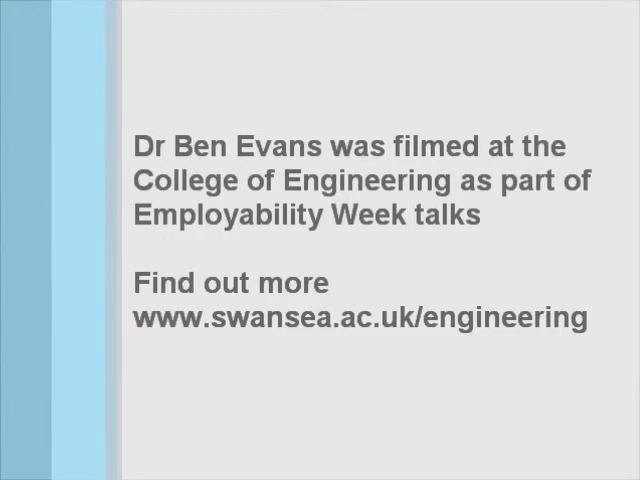 Dr Ben Evans was filmed at the
College of Engineering as part of
Employability Week talks
Find out more
www.swansea.ac.uk/engineering